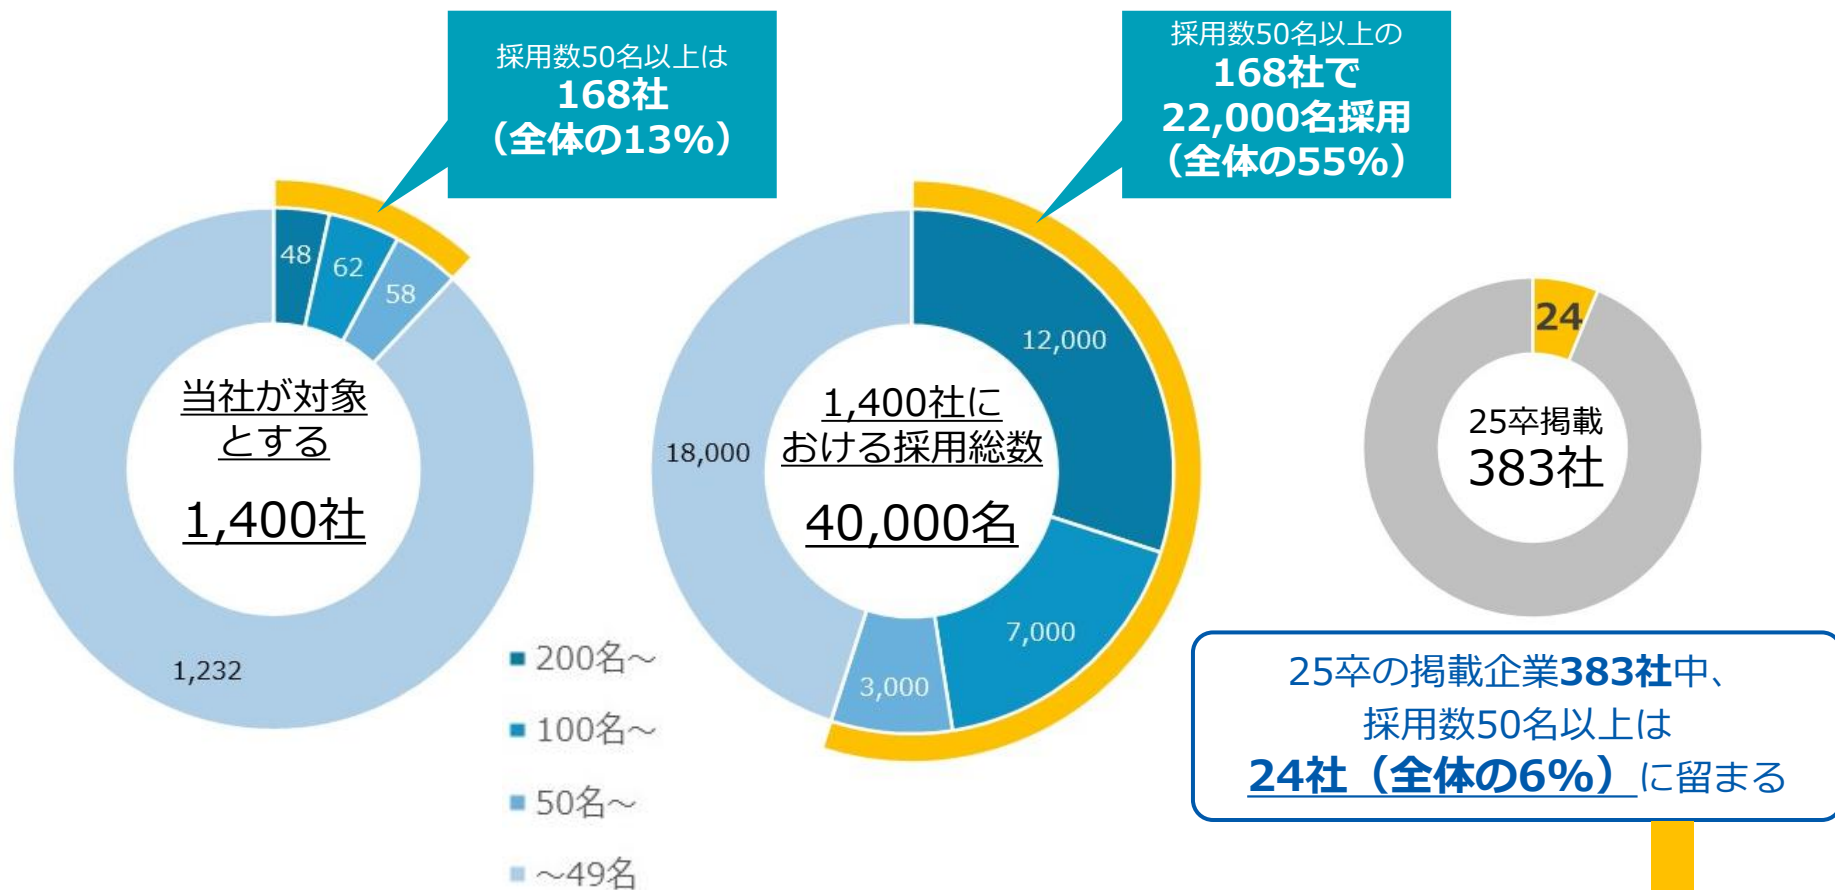 採用数50名以上は
168社
（全体の13%）
採用数50名以上の
168社で
22,000名採用
（全体の55%）
48
62
58
1,232
当社が対象
とする
1,400社
12,000
7,000
3,000
18,000
1,400社に
おける採用総数
40,000名
24
25卒掲載
383社
200名～
100名～
50名～
～49名
25卒の掲載企業383社中、
採用数50名以上は
24社（全体の6%）に留まる